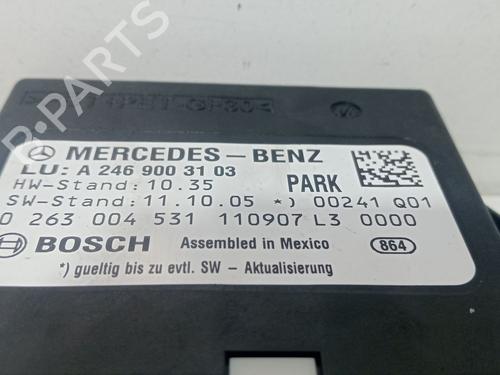 MERCEDES-BENZ
LU: A 246 900 31 03
HW-Stand: 10.35 PARK
SW-Stand: 11.10.05 *) 00241 Q01
0 263 004 531 110907 L3 0000
BOSCH Assembled in Mexico 864
*) gueltig bis zu evtl. SW - Aktualisierung
B-PARTS